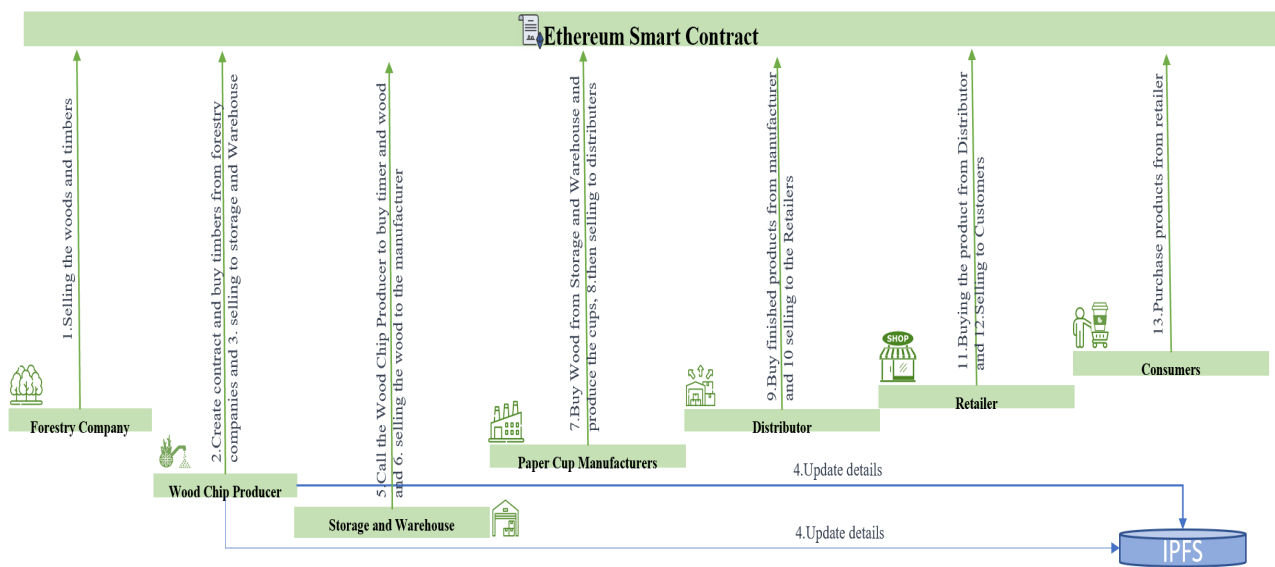 Ethereum Smart Contract
1.Selling the woods and timbers
2.Create contract and buy timbers from forestry
companies and 3. selling to storage and Warehouse
5.Call the Wood Chip Producer to buy timer and wood
and 6. selling the wood to the manufacturer
7.Buy Wood from Storage and Warehouse and
produce the cups, 8.then selling to distributers
9.Buy finished products from manufacturer
and 10 selling to the Retailers
11.Buying the product from Distributor
and 12.Selling to Customers
13.Purchase products from retailer
SHOP
Forestry Company
Wood Chip Producer
Storage and Warehouse
Paper Cup Manufacturers
Distributor
Retailer
Consumers
4.Update details
4.Update details
IPFS